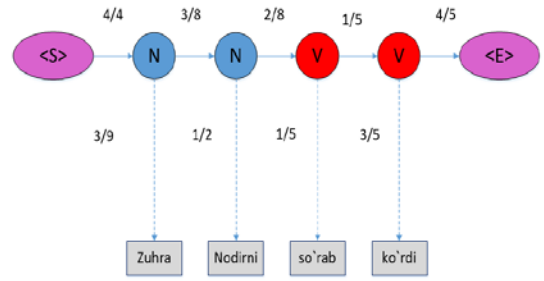 4/4 3/8 2/8 1/5 4/5
<S> N N V V <E>
3/9 1/2 1/5 3/5
Zuhra Nodirni so`rab ko`rdi